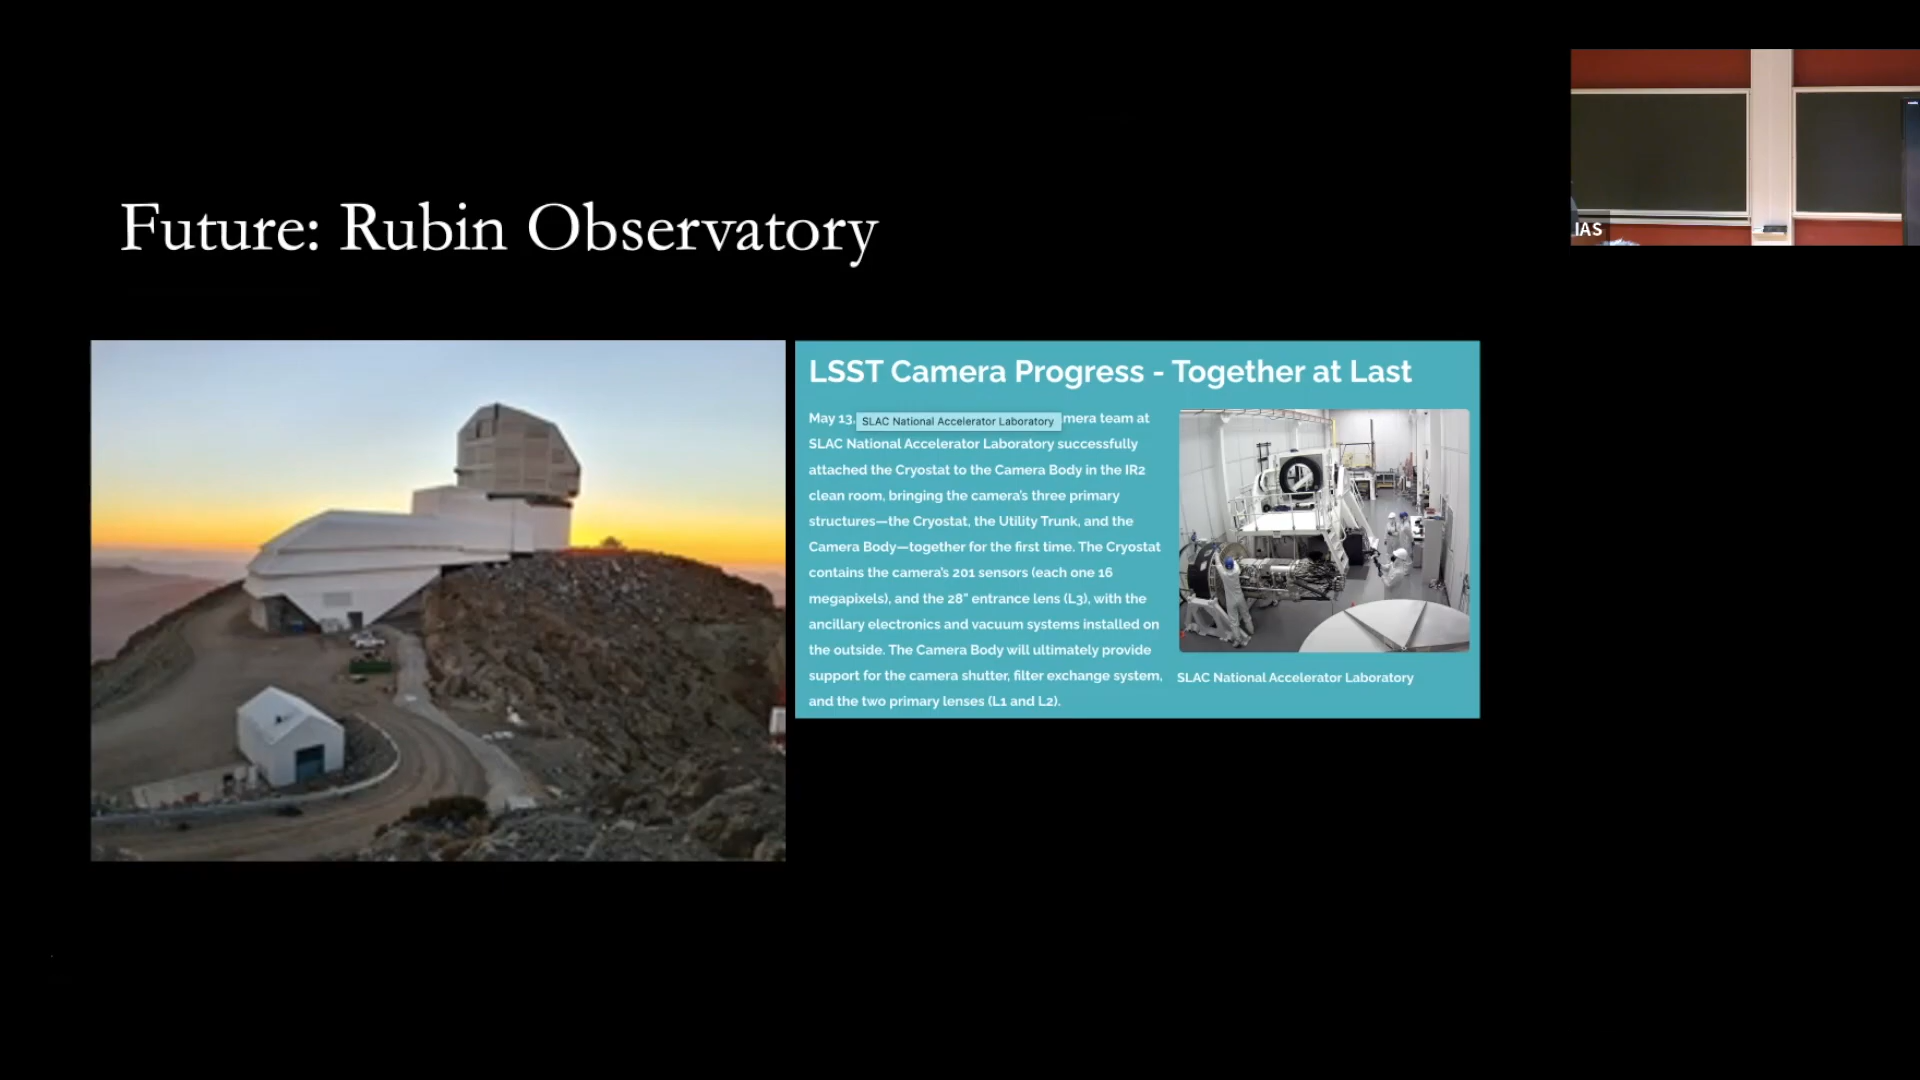 Future: Rubin Observatory
IAS
LSST Camera Progress - Together at Last
May 13, SLAC National Accelerator Laboratory mera team at
SLAC National Accelerator Laboratory successfully
attached the Cryostat to the Camera Body in the IR2
clean room, bringing the camera's three primary
structures—the Cryostat, the Utility Trunk, and the
Camera Body—together for the first time. The Cryostat
contains the camera's 201 sensors (each one 16
megapixels), and the 28" entrance lens (L3), with the
ancillary electronics and vacuum systems installed on
the outside. The Camera Body will ultimately provide
support for the camera shutter, filter exchange system,
and the two primary lenses (L1 and L2).
SLAC National Accelerator Laboratory